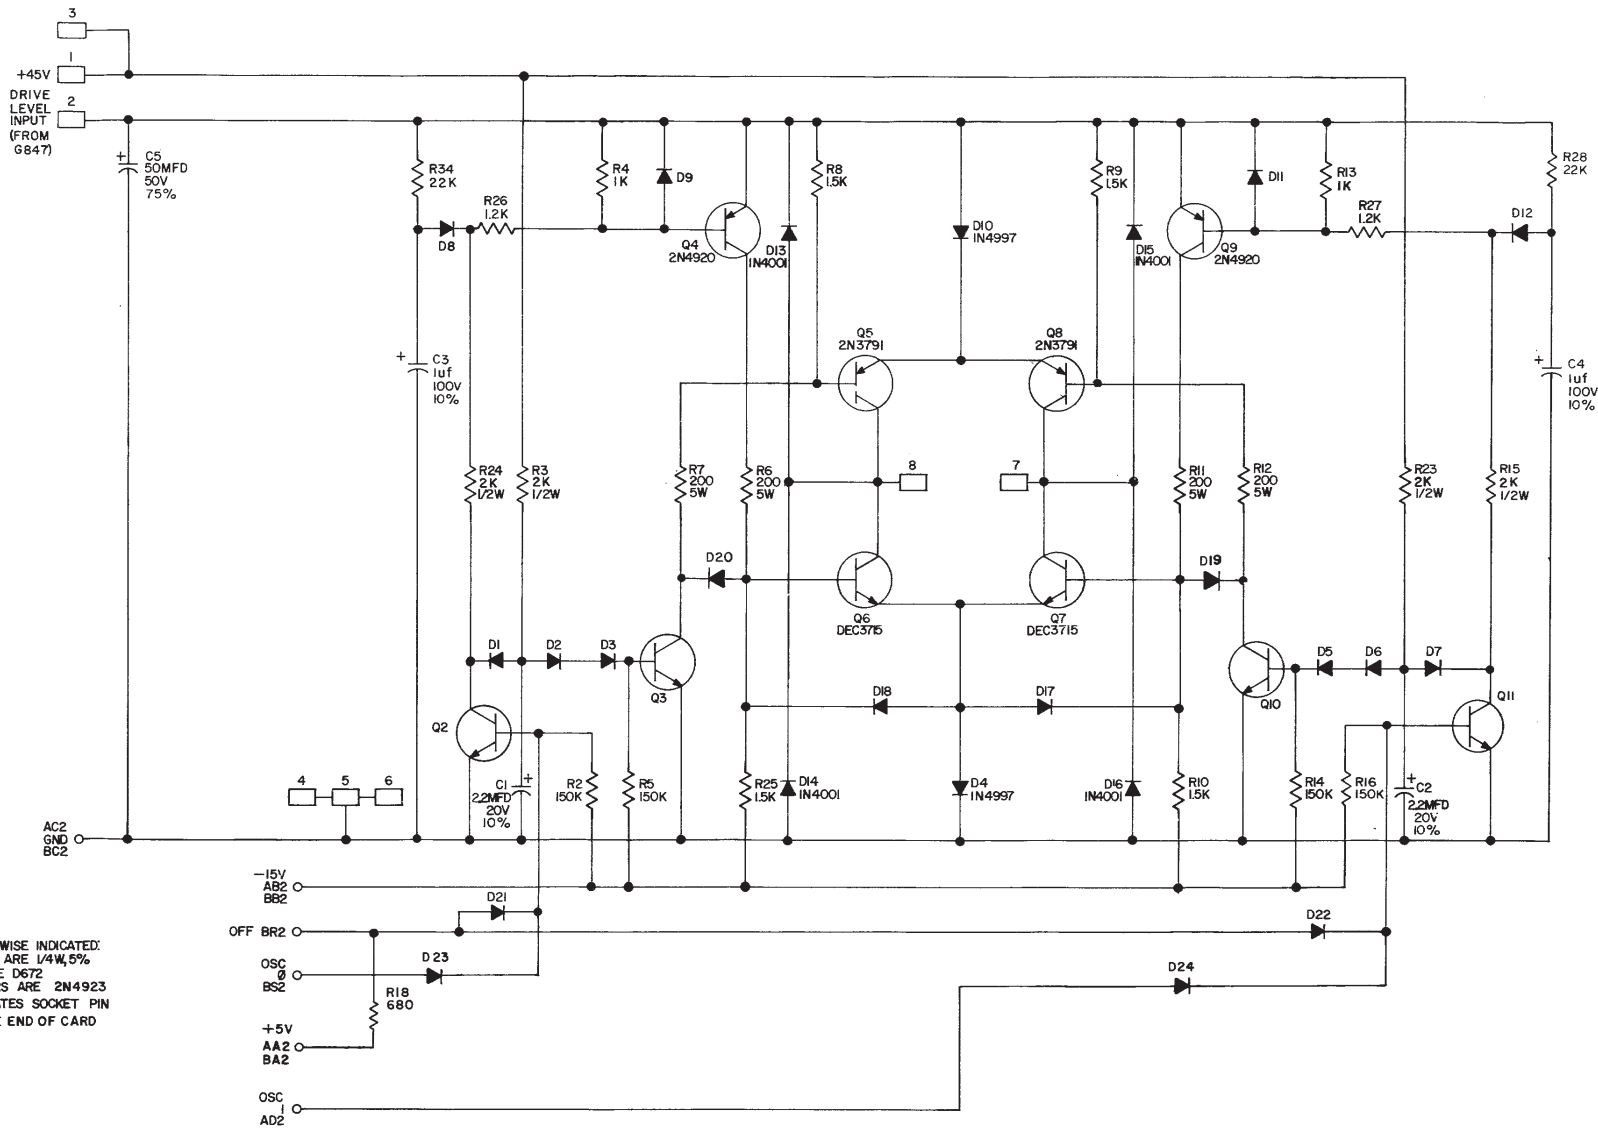 3
1
+45V
DRIVE
LEVEL
INPUT
(FROM
G847)
2
C5
50MFD
50V
75%
+
R34
22K
R26
1.2K
D8
R4
1K
D9
Q4
2N4920
D13
1N4001
R8
1.5K
D10
1N4997
R9
1.5K
D15
1N4001
Q9
2N4920
D11
R13
1K
R27
1.2K
D12
R28
22K
+
C3
1uf
100V
10%
Q5
2N3791
Q8
2N3791
+
C4
1uf
100V
10%
R24
2K
1/2W
R3
2K
1/2W
R7
200
5W
R6
200
5W
8
7
R11
200
5W
R12
200
5W
R23
2K
1/2W
R15
2K
1/2W
D20
D19
Q6
DEC3715
Q7
DEC3715
D1
D2
D3
Q3
D5
D6
D7
Q10
D18
D17
Q2
Q11
4
5
6
C1
2.2MFD
20V
10%
+
R2
150K
R5
150K
R25
1.5K
D14
1N4001
D4
1N4997
D16
1N4001
R10
1.5K
R14
150K
R16
150K
+
C2
2.2MFD
20V
10%
AC2
GND
BC2
-15V
AB2
BB2
D21
OFF BR2
D22
OSC
0
BS2
D23
D24
R18
680
+5V
AA2
BA2
OSC
1
AD2
WISE INDICATED:
ARE 1/4W,5%
E D672
RS ARE 2N4923
TES SOCKET PIN
E END OF CARD